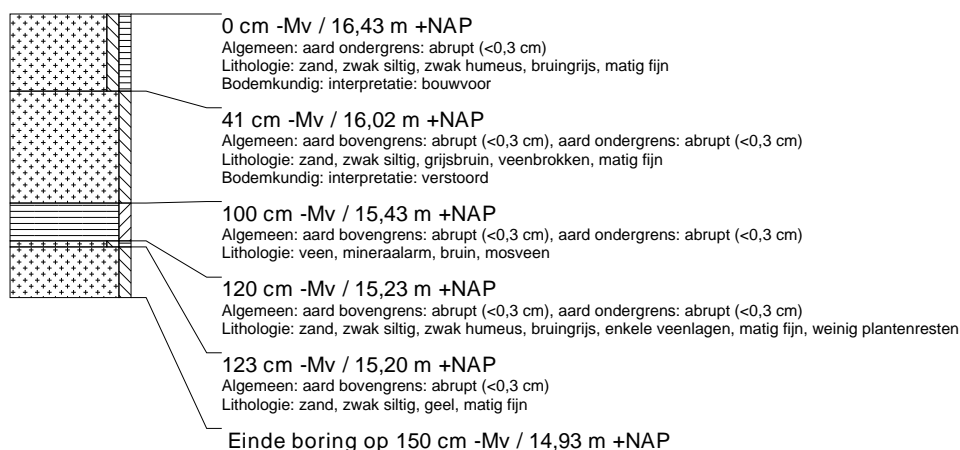 0 cm -Mv / 16,43 m +NAP
Algemeen: aard ondergrens: abrupt (<0,3 cm)
Lithologie: zand, zwak siltig, zwak humeus, bruingrijs, matig fijn
Bodemkundig: interpretatie: bouwvoor
41 cm -Mv / 16,02 m +NAP
Algemeen: aard bovengrens: abrupt (<0,3 cm), aard ondergrens: abrupt (<0,3 cm)
Lithologie: zand, zwak siltig, grijsbruin, veenbrokken, matig fijn
Bodemkundig: interpretatie: verstoord
100 cm -Mv / 15,43 m +NAP
Algemeen: aard bovengrens: abrupt (<0,3 cm), aard ondergrens: abrupt (<0,3 cm)
Lithologie: veen, mineraalarm, bruin, mosveen
120 cm -Mv / 15,23 m +NAP
Algemeen: aard bovengrens: abrupt (<0,3 cm), aard ondergrens: abrupt (<0,3 cm)
Lithologie: zand, zwak siltig, zwak humeus, bruingrijs, enkele veenlagen, matig fijn, weinig plantenresten
123 cm -Mv / 15,20 m +NAP
Algemeen: aard bovengrens: abrupt (<0,3 cm)
Lithologie: zand, zwak siltig, geel, matig fijn
Einde boring op 150 cm -Mv / 14,93 m +NAP